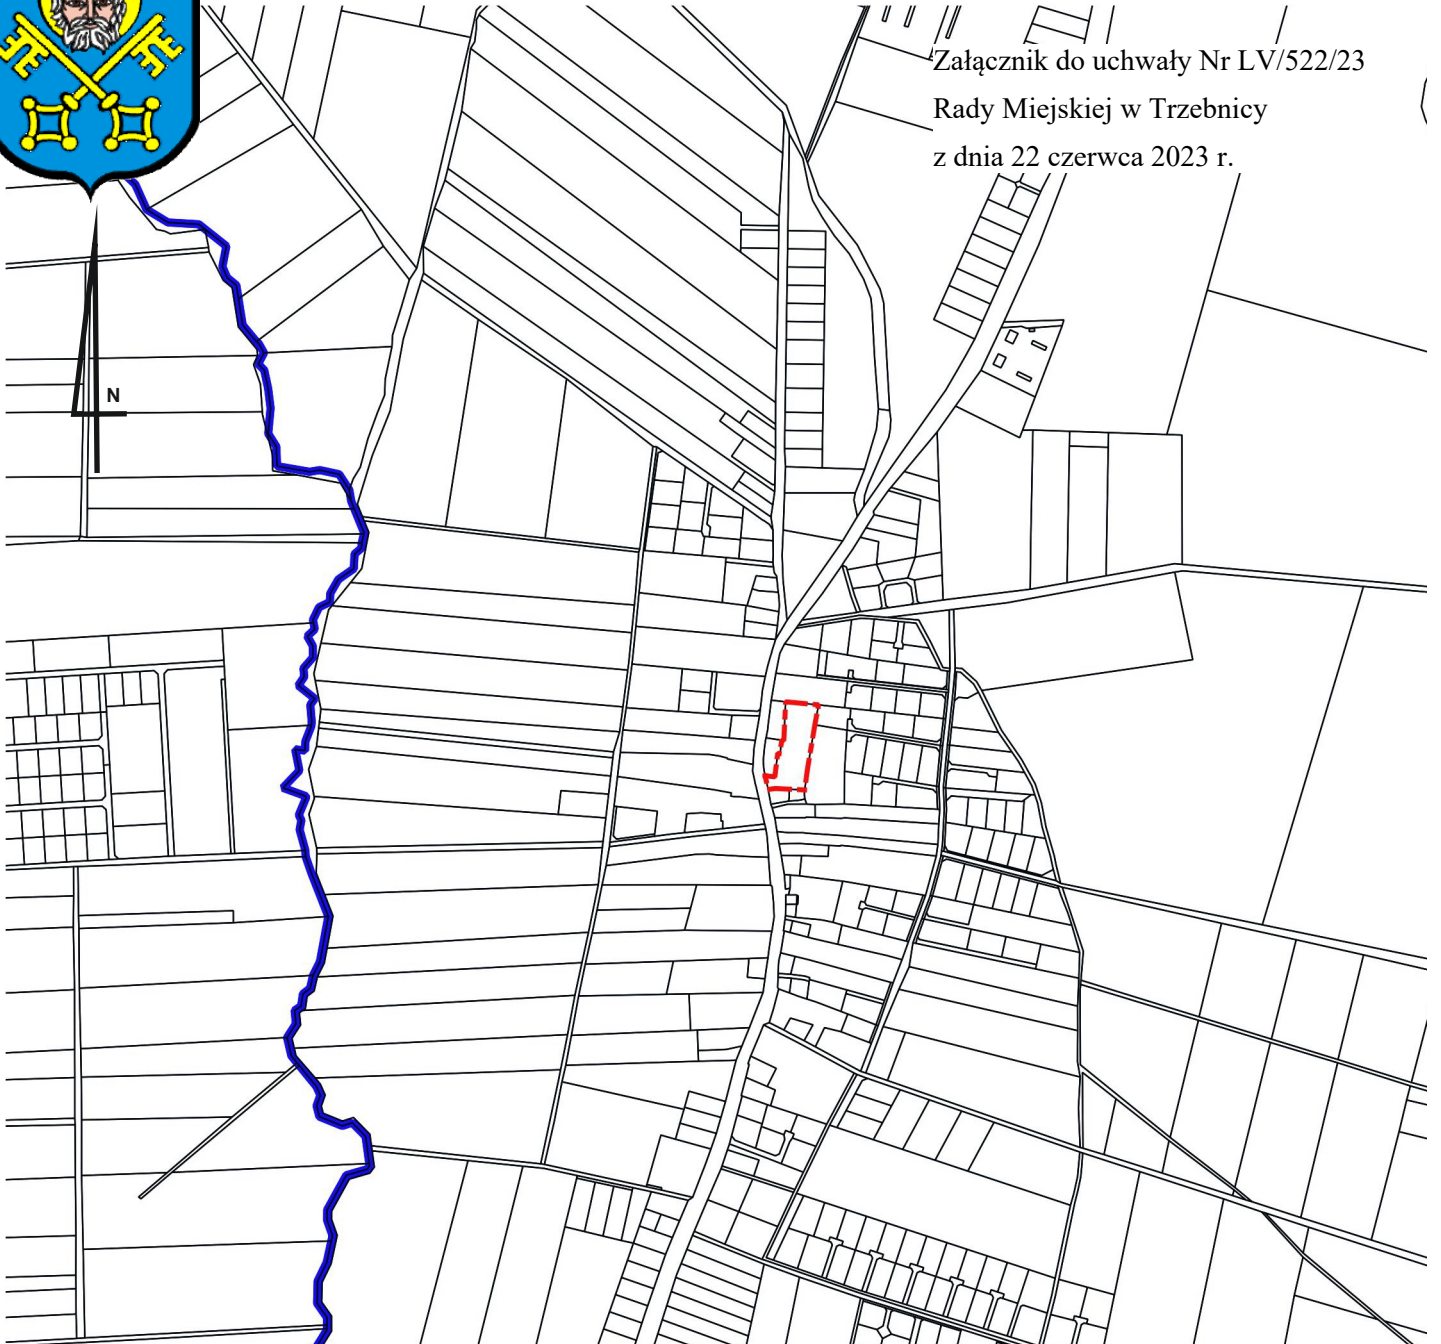 Załącznik do uchwały Nr LV/522/23
Rady Miejskiej w Trzebnicy
z dnia 22 czerwca 2023 r.
N